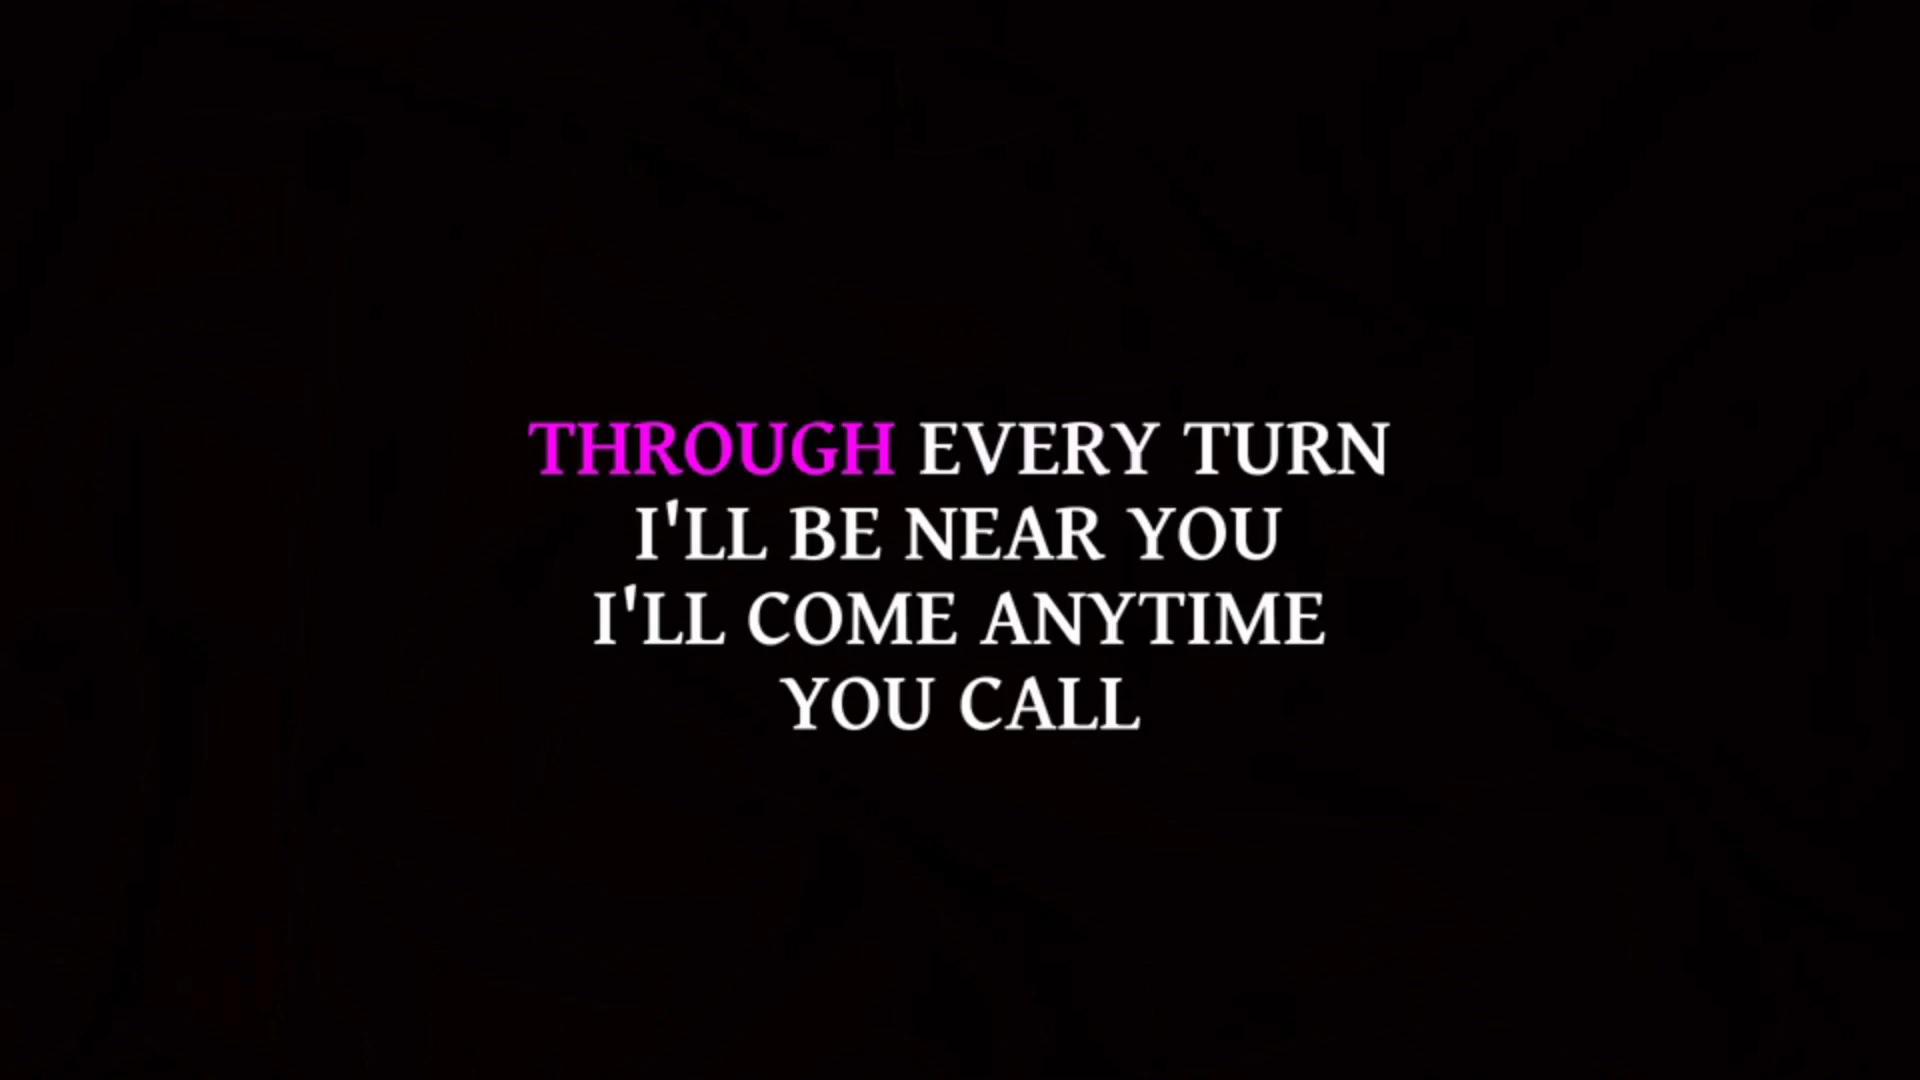 THROUGH EVERY TURN
I'LL BE NEAR YOU
I'LL COME ANYTIME
YOU CALL